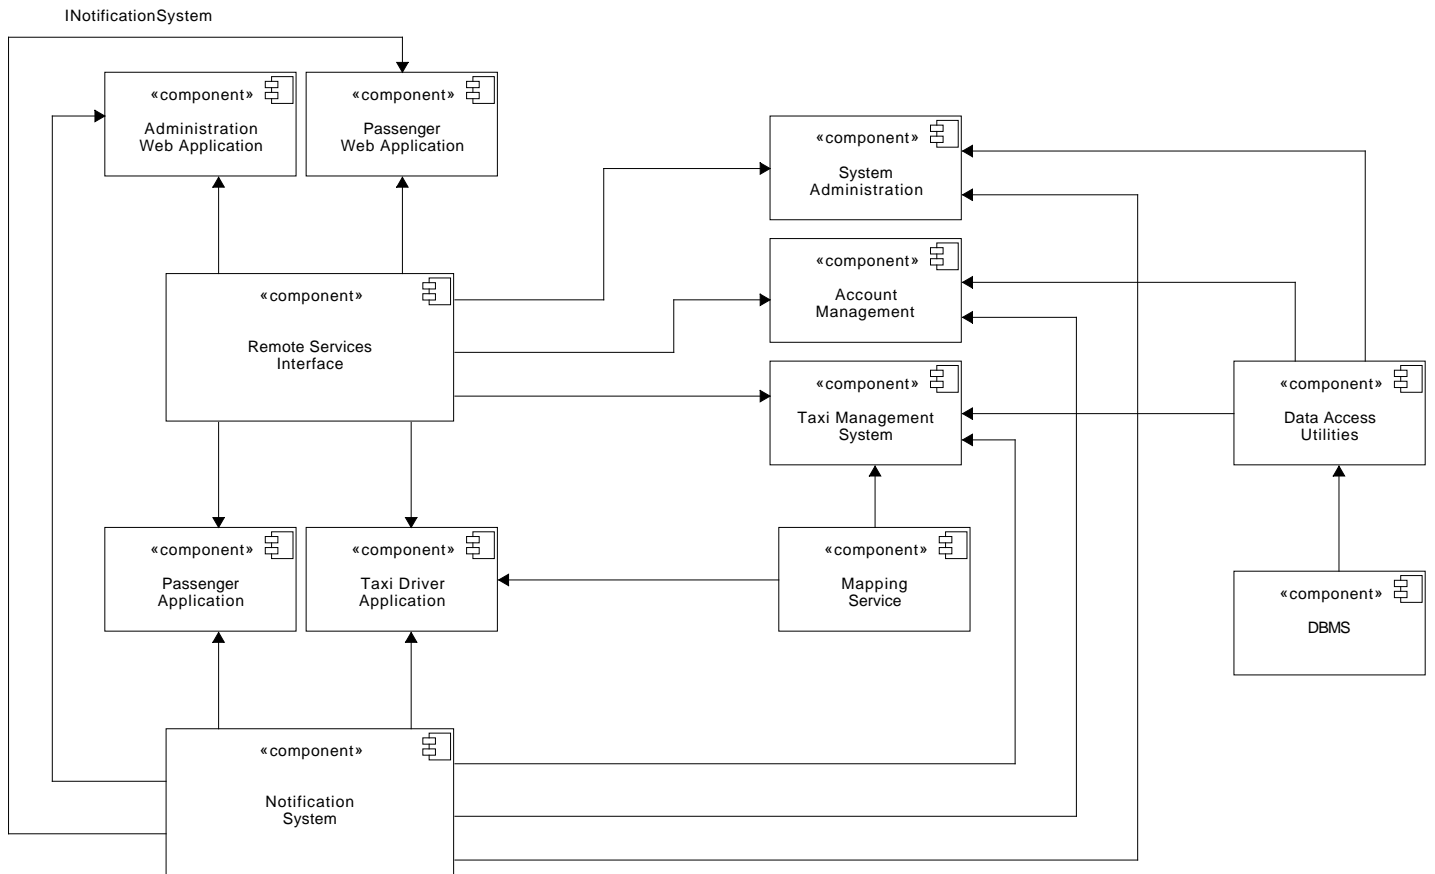 INotificationSystem
«component»
Administration
Web Application
«component»
Passenger
Web Application
«component»
System
Administration
«component»
Account
Management
«component»
Remote Services
Interface
«component»
Taxi Management
System
«component»
Data Access
Utilities
«component»
Passenger
Application
«component»
Taxi Driver
Application
«component»
Mapping
Service
«component»
DBMS
«component»
Notification
System